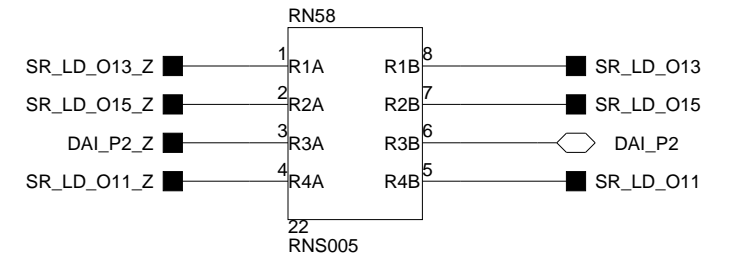 RN58
SR_LD_O13_Z 1 R1A R1B 8 SR_LD_O13
SR_LD_O15_Z 2 R2A R2B 7 SR_LD_O15
DAI_P2_Z 3 R3A R3B 6 DAI_P2
SR_LD_O11_Z 4 R4A R4B 5 SR_LD_O11
22
RNS005